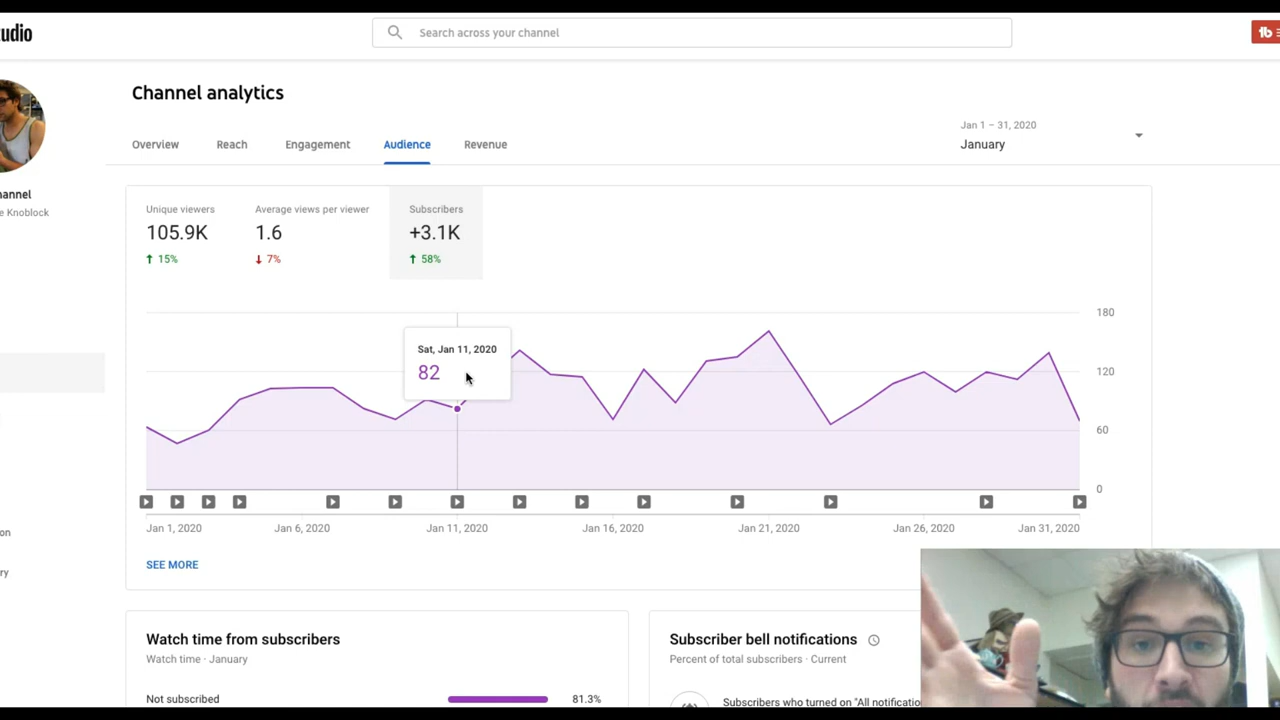 tudio
Search across your channel
tb
Channel analytics
Jan 1 – 31, 2020
January
Overview
Reach
Engagement
Audience
Revenue
hannel
e Knoblock
Unique viewers
105.9K
15%
Average views per viewer
1.6
7%
Subscribers
+3.1K
58%
Sat, Jan 11, 2020
82
180
120
60
0
Jan 1, 2020
Jan 6, 2020
Jan 11, 2020
Jan 16, 2020
Jan 21, 2020
Jan 26, 2020
Jan 31, 2020
on
ry
SEE MORE
Watch time from subscribers
Watch time · January
Not subscribed
81.3%
Subscriber bell notifications
Percent of total subscribers · Current
Subscribers who turned on "All notificatio